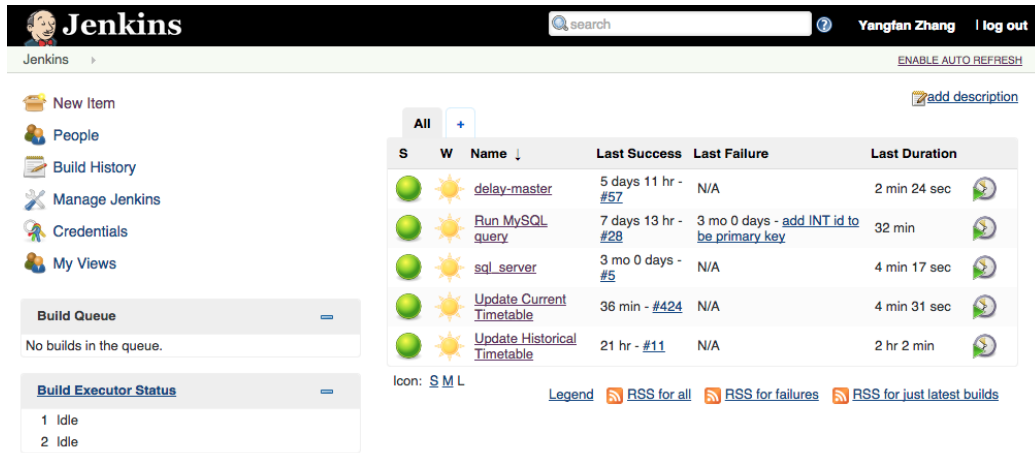 Jenkins
search
Yangfan Zhang | log out
Jenkins
ENABLE AUTO REFRESH
New Item
People
Build History
Manage Jenkins
Credentials
My Views
Build Queue
No builds in the queue.
Build Executor Status
1 Idle
2 Idle
add description
All +
S W Name ↓ Last Success Last Failure Last Duration
delay-master 5 days 11 hr - #57 N/A 2 min 24 sec
Run MySQL query 7 days 13 hr - #28 3 mo 0 days - add INT id to be primary key 32 min
sql_server 3 mo 0 days - #5 N/A 4 min 17 sec
Update Current Timetable 36 min - #424 N/A 4 min 31 sec
Update Historical Timetable 21 hr - #11 N/A 2 hr 2 min
Icon: S M L
Legend RSS for all RSS for failures RSS for just latest builds